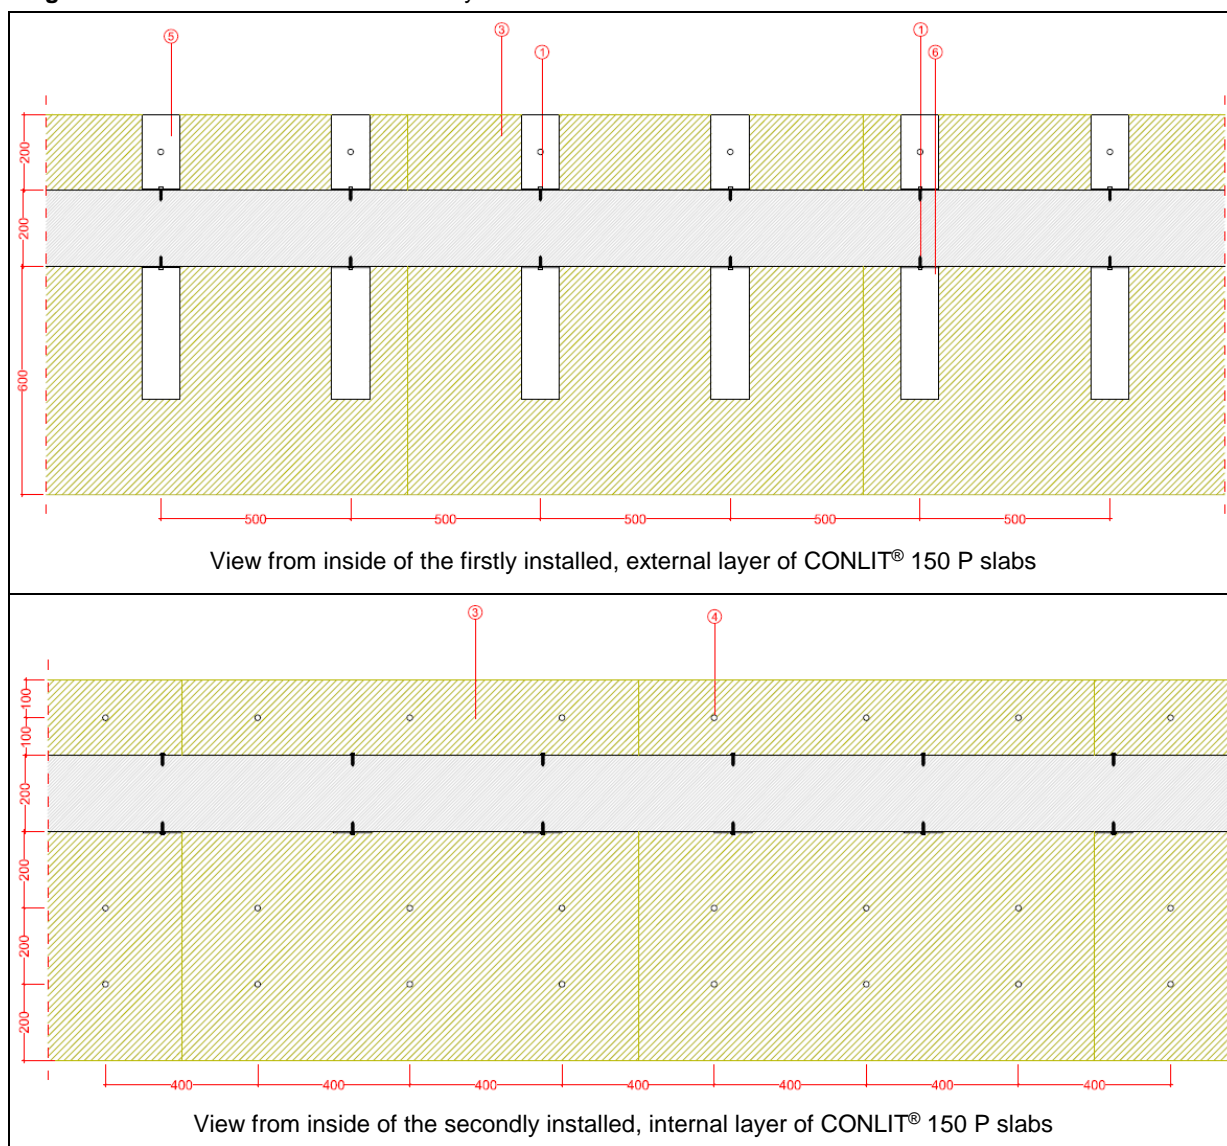 ⑤ ③ ① ① ⑥
200
200
600
500 500 500 500 500
View from inside of the firstly installed, external layer of CONLIT® 150 P slabs
③ ④
100
100
200
200
200
200
400 400 400 400 400 400 400
View from inside of the secondly installed, internal layer of CONLIT® 150 P slabs